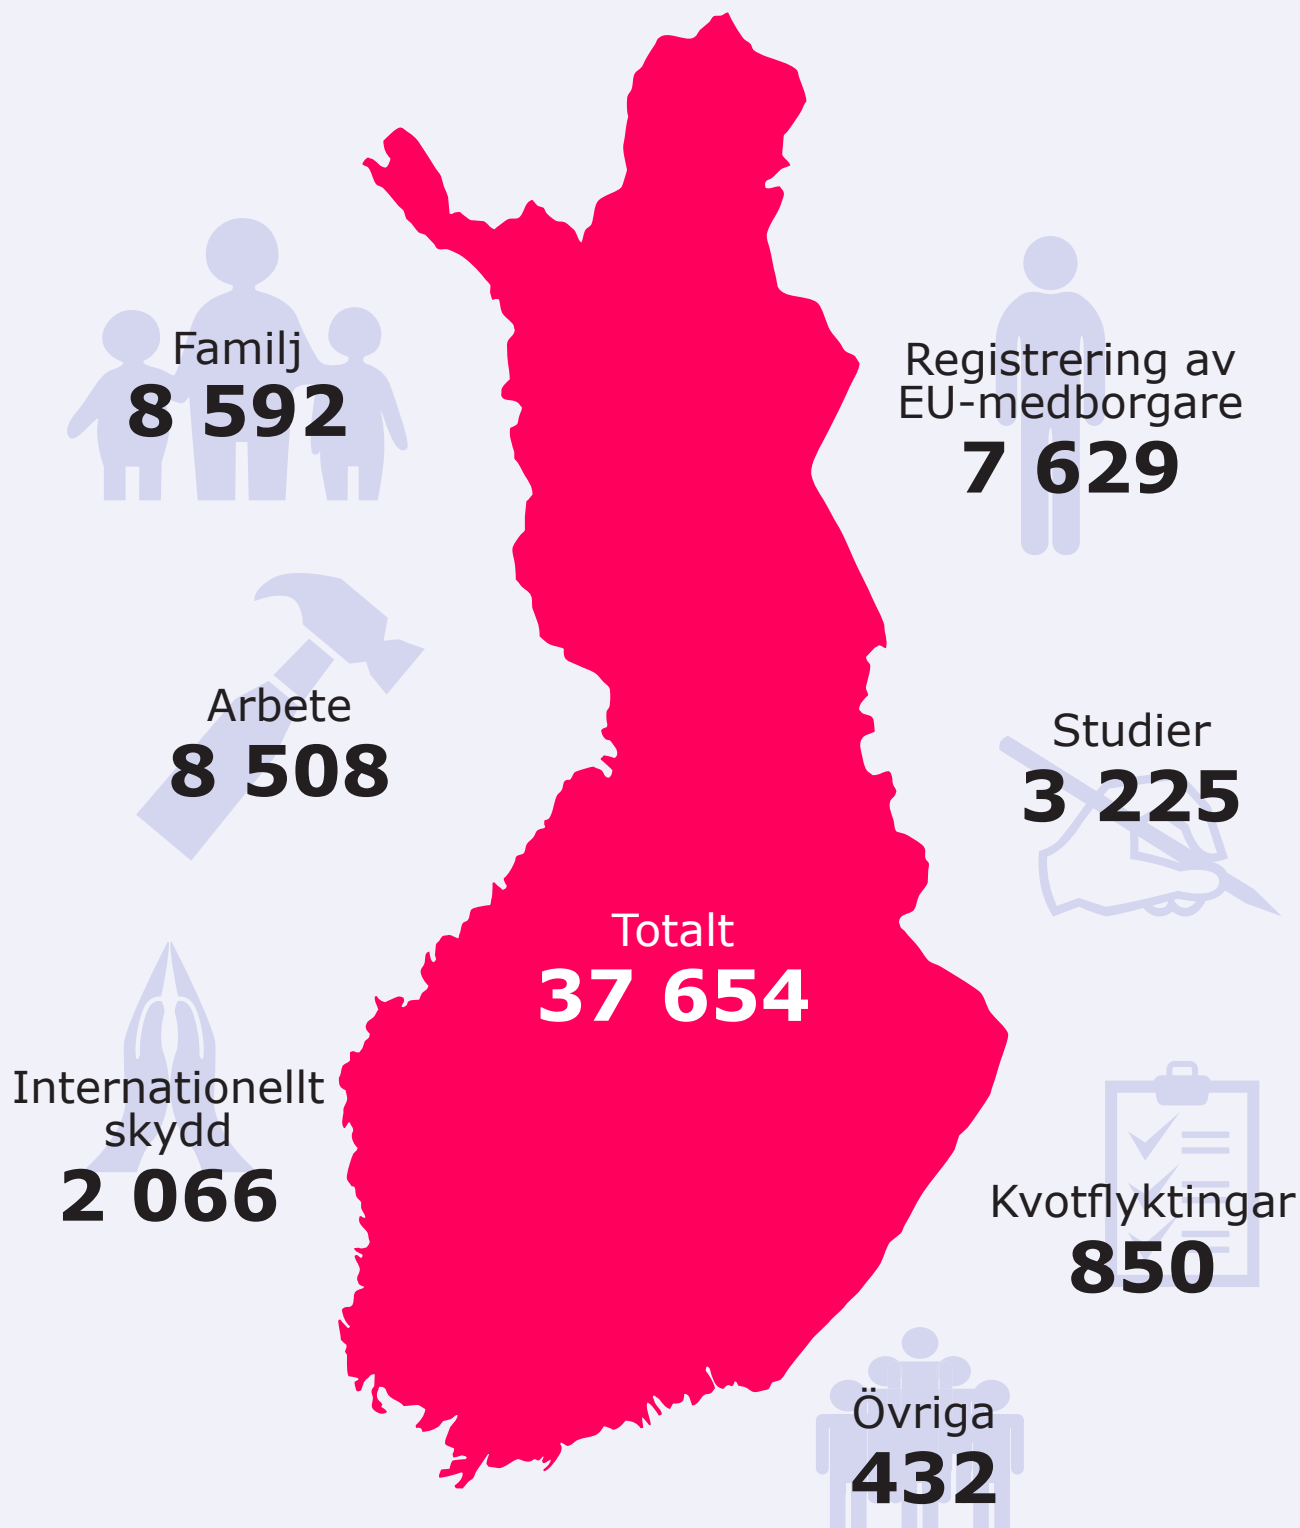 Familj
8 592
Registrering av
EU-medborgare
7 629
Arbete
8 508
Studier
3 225
Totalt
37 654
Internationellt
skydd
2 066
Kvotflyktingar
850
Övriga
432